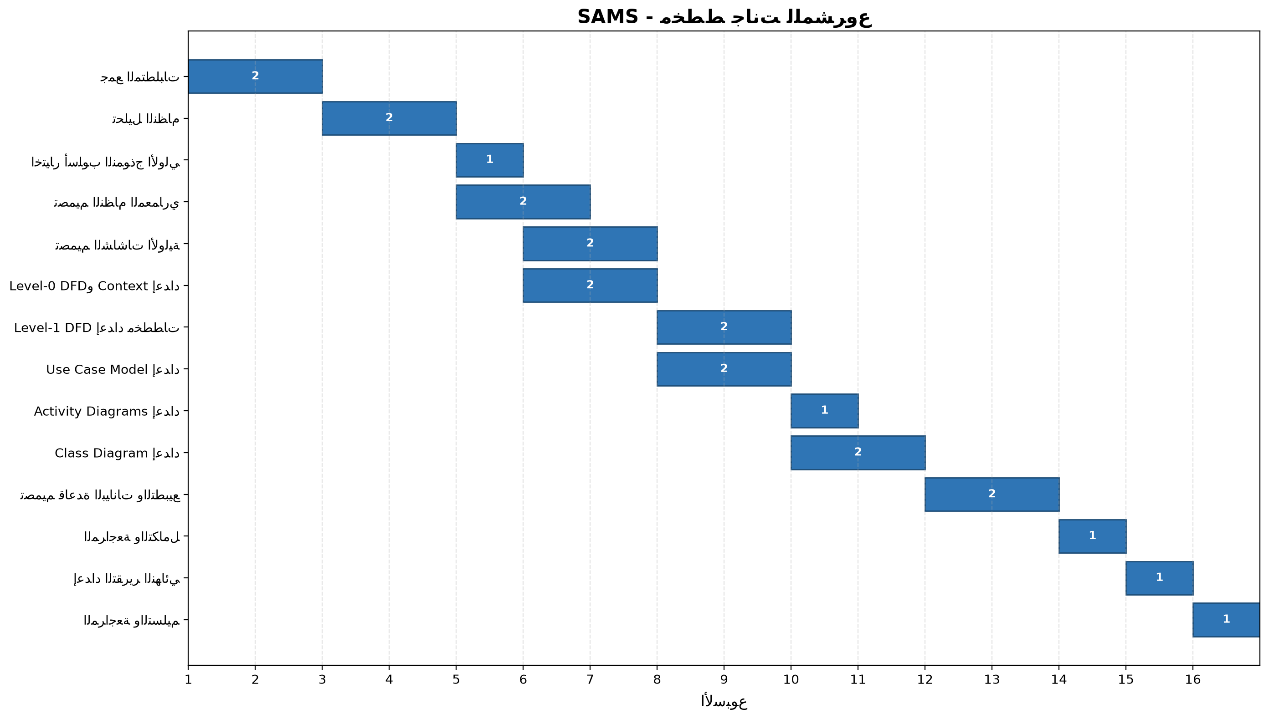 SAMS - مخطط جانت المشروع
جمع المتطلبات
2
تحليل النظام
2
اختيار أسلوب النموذج الأولي
1
تصميم النظام المعماري
2
تصميم الشاشات الأولية
2
Level-0 DFDو Context إعداد
2
Level-1 DFD إعداد مخططات
2
Use Case Model إعداد
2
Activity Diagrams إعداد
1
Class Diagram إعداد
2
تصميم قاعدة البيانات والتطبيع
2
المراجعة والتكامل
1
إعداد التقرير النهائي
1
المراجعة والتسليم
1
1 2 3 4 5 6 7 8 9 10 11 12 13 14 15 16
الأسبوع